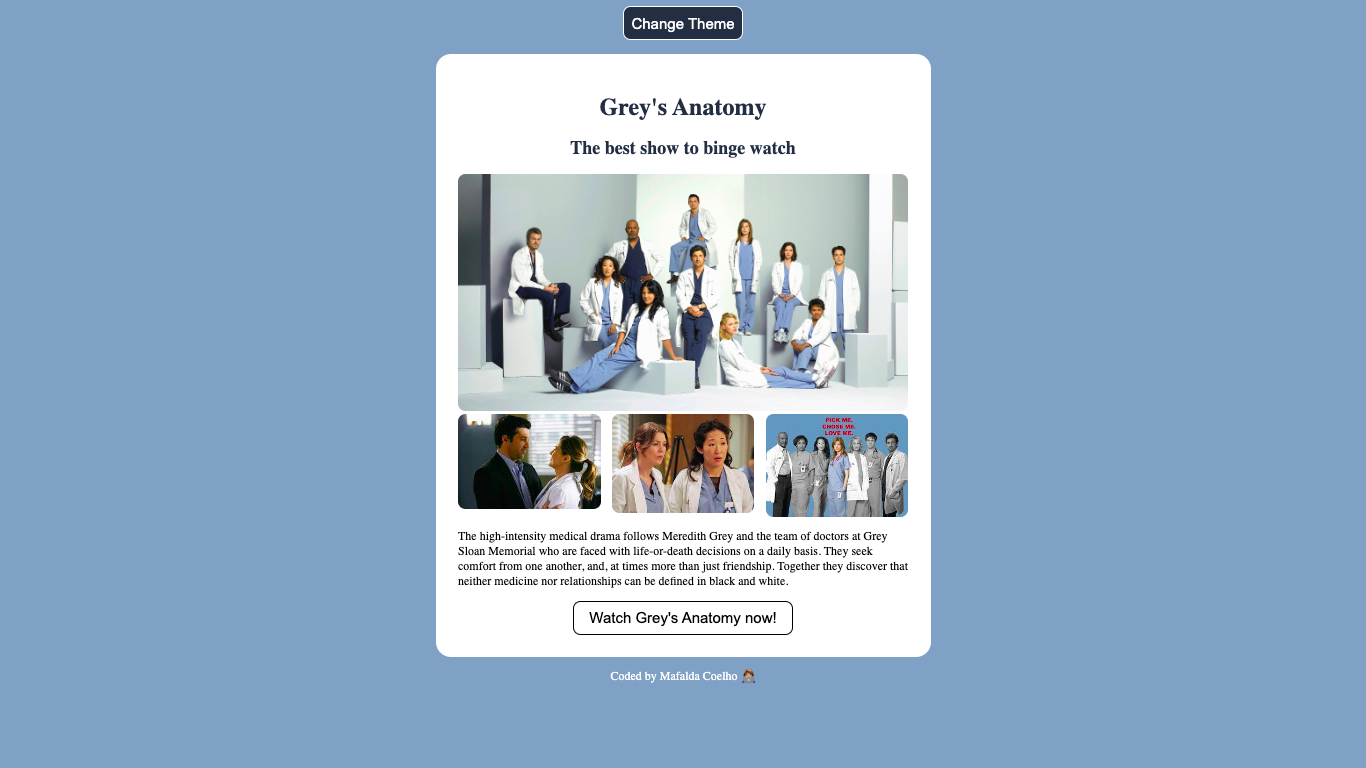 Change Theme
Grey's Anatomy
The best show to binge watch
PICK ME.
CHOSE ME.
LOVE ME.
The high-intensity medical drama follows Meredith Grey and the team of doctors at Grey
Sloan Memorial who are faced with life-or-death decisions on a daily basis. They seek
comfort from one another, and, at times more than just friendship. Together they discover that
neither medicine nor relationships can be defined in black and white.
Watch Grey's Anatomy now!
Coded by Mafalda Coelho